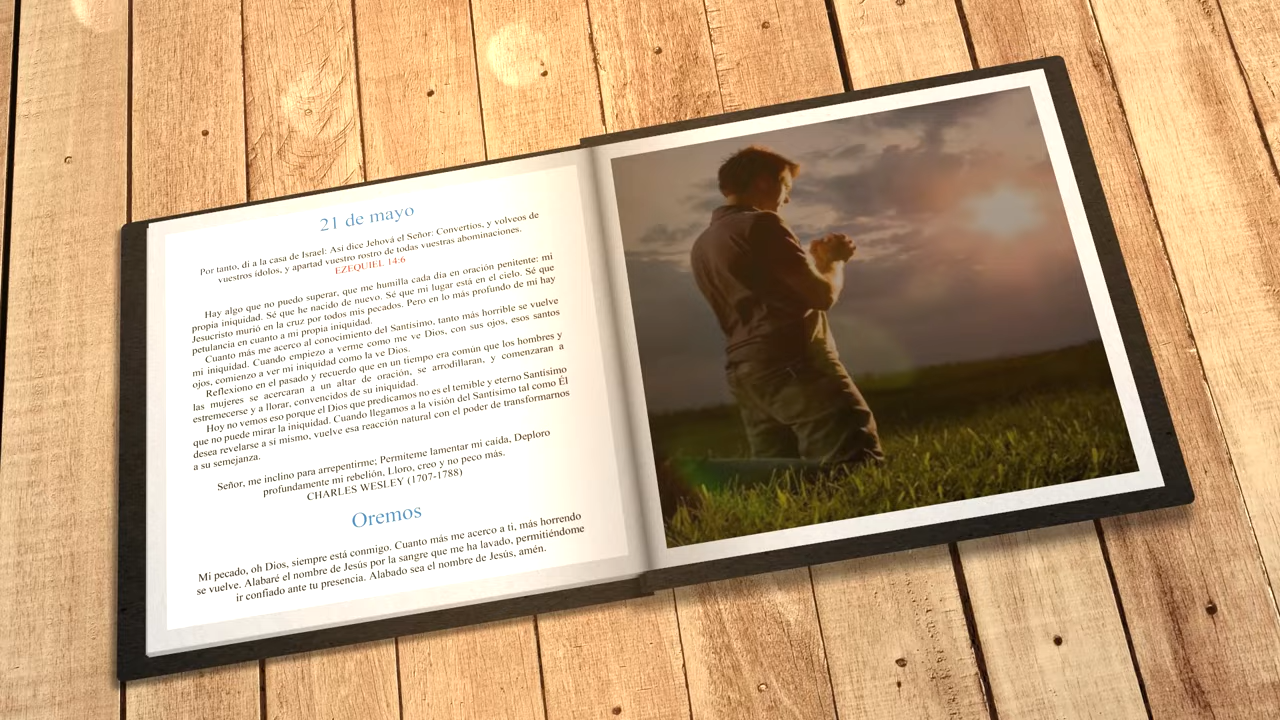 21 de mayo
Por tanto, di a la casa de Israel: Así dice Jehová el Señor: Convertíos, y volveos de
vuestros ídolos, y apartad vuestro rostro de todas vuestras abominaciones.
EZEQUIEL 14:6
Hay algo que no puedo superar, que me humilla cada día en oración penitente: mi
propia iniquidad. Sé que he nacido de nuevo. Sé que mi lugar está en el cielo. Sé que
Jesucristo murió en la cruz por todos mis pecados. Pero en lo más profundo de mí hay
petulancia en cuanto a mi propia iniquidad.
Cuanto más me acerco al conocimiento del Santísimo, tanto más horrible se vuelve
mi iniquidad. Cuando empiezo a verme como me ve Dios, con sus ojos, esos santos
ojos, comienzo a ver mi iniquidad como la ve Dios.
Reflexiono en el pasado y recuerdo que en un tiempo era común que los hombres y
las mujeres se acercaran a un altar de oración, se arrodillaran, y comenzaran a
estremecerse y a llorar, convencidos de su iniquidad.
Hoy no vemos eso porque el Dios que predicamos no es el temible y eterno Santísimo
que no puede mirar la iniquidad. Cuando llegamos a la visión del Santísimo tal como Él
desea revelarse a sí mismo, vuelve esa reacción natural con el poder de transformarnos
a su semejanza.
Señor, me inclino para arrepentirme; Permíteme lamentar mi caída, Deploro
profundamente mi rebelión, Lloro, creo y no peco más.
CHARLES WESLEY (1707-1788)
Oremos
Mi pecado, oh Dios, siempre está conmigo. Cuanto más me acerco a ti, más horrendo
se vuelve. Alabaré el nombre de Jesús por la sangre que me ha lavado, permitiéndome
ir confiado ante tu presencia. Alabado sea el nombre de Jesús, amén.